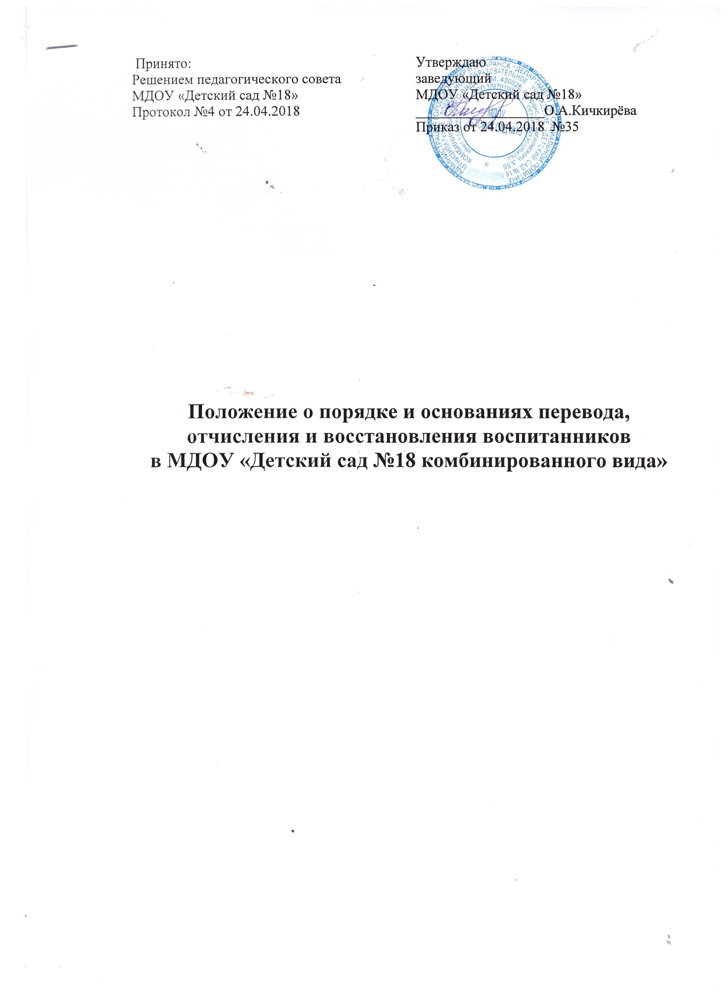 Принято:
Решением педагогического совета
МДОУ «Детский сад №18»
Протокол №4 от 24.04.2018
Утверждаю
заведующий
МДОУ «Детский сад №18»
О.А.Кичкирёва
Приказ от 24.04.2018 №35
Положение о порядке и основаниях перевода,
отчисления и восстановления воспитанников
в МДОУ «Детский сад №18 комбинированного вида»